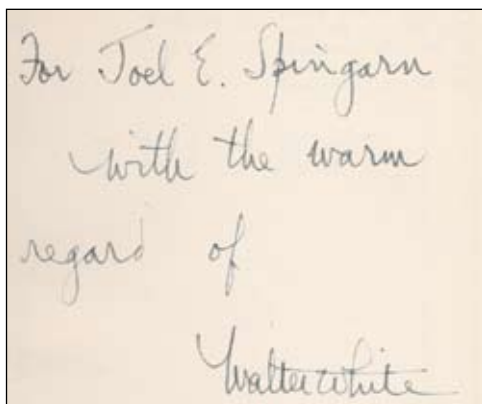 For Joel E. Spingarn
with the warm
regard of
Walter White